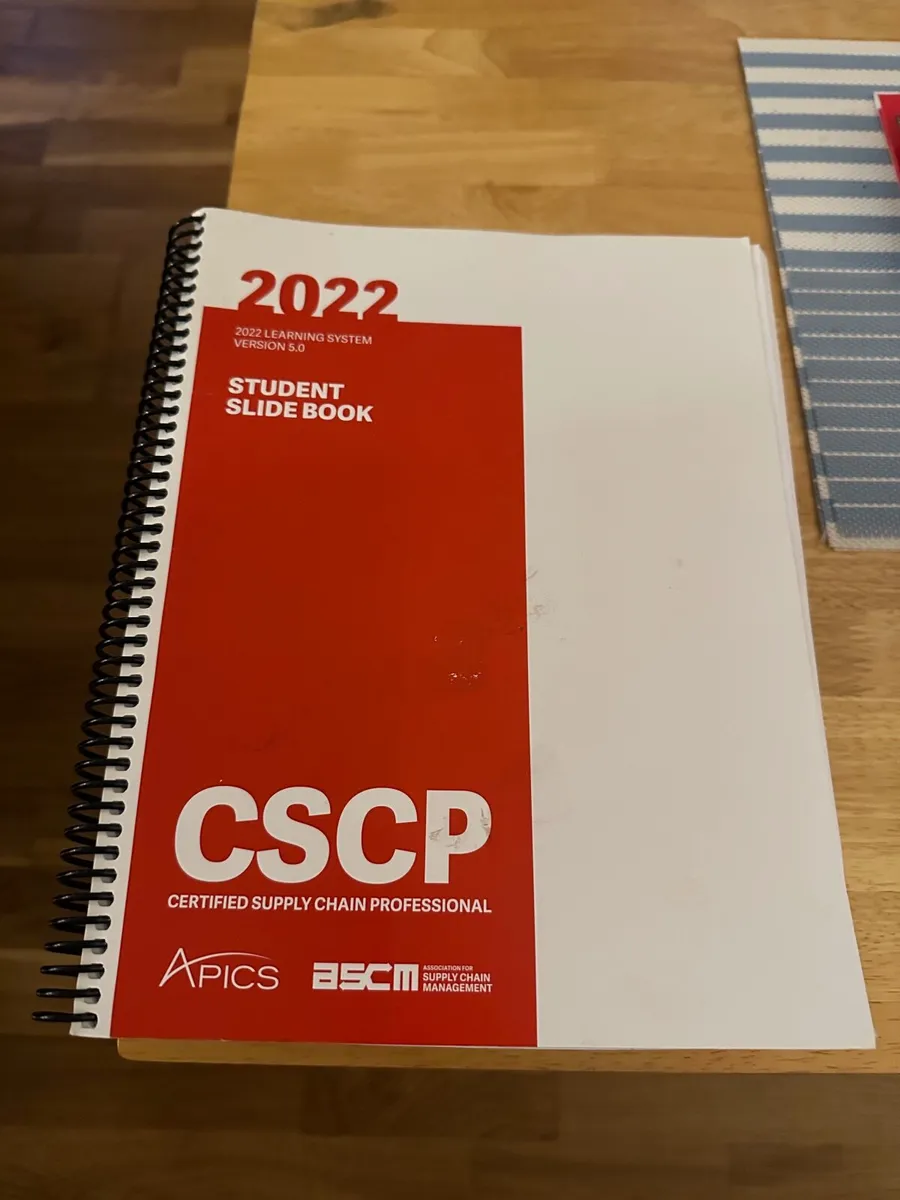 2022
2022 LEARNING SYSTEM
VERSION 5.0
STUDENT
SLIDE BOOK
CSCP
CERTIFIED SUPPLY CHAIN PROFESSIONAL
APICS
ascm
ASSOCIATION FOR
SUPPLY CHAIN
MANAGEMENT